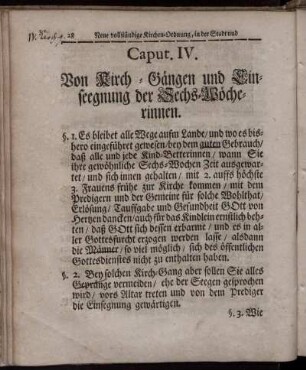 28 Neue vollständige Kirchen-Ordnung, in der Stadt und
Caput. IV.
Von Kirch-Gängen und Ein-
seegnung der Sechs-Wöche-
rinnen.
§. 1. Es bleibet alle Wege aufm Lande/ und wo es bis-
hero eingeführet gewesen/ bey dem guten Gebrauch/
daß alle und jede Kind-Betterinnen/ wann Sie
ihre gewöhnliche Sechs-Wochen Zeit ausgewar-
tet/ und sich innen gehalten/ mit 2. auffs höchste
3. Frauens frühe zur Kirche kommen/ mit dem
Predigern und der Gemeine für solche Wohlthat/
Erlösung/ Tauffgabe und Gesundheit GOtt von
Hertzen dancken/ auch für das Kindlein ernstlich beh-
ten/ daß GOtt sich dessen erbarme/ und es in al-
ler Gottesfurcht erzogen werden lasse/ alsdann
die Männer/ so viel möglich/ sich des öffentlichen
Gottesdienstes nicht zu enthalten haben.
§. 2. Bey solchen Kirch-Gang aber sollen Sie alles
Gepränge vermeiden/ ehe der Seegen gesprochen
wird/ vors Altar treten und von dem Prediger
die Einsegnung gewärtigen.
§. 3. Wie